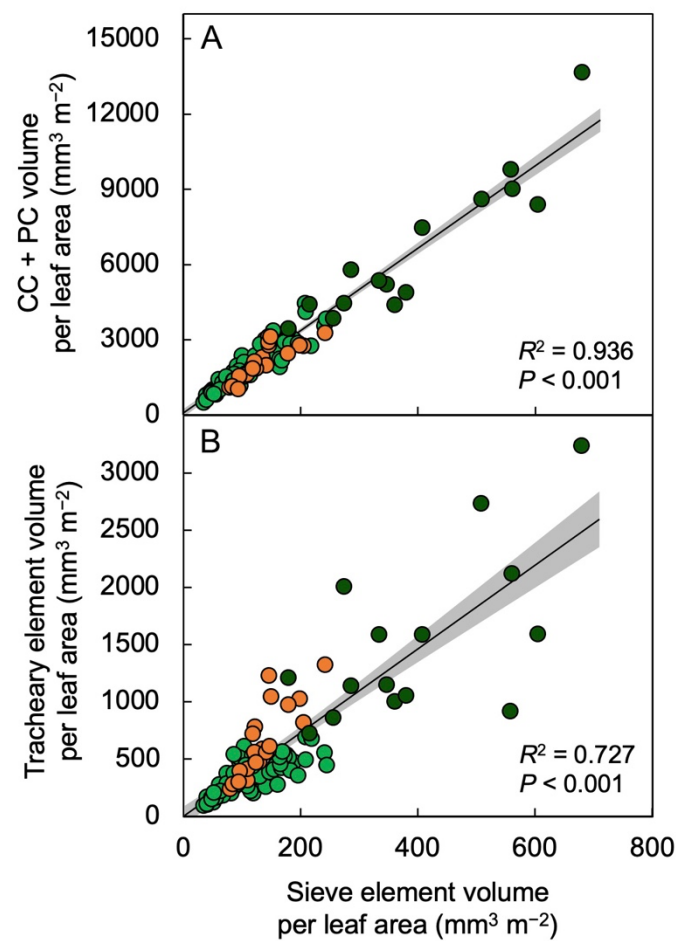 A
15000
12000
9000
6000
3000
0
CC + PC volume
per leaf area (mm³ m⁻²)
R² = 0.936
P < 0.001
B
3000
2500
2000
1500
1000
500
0
Tracheary element volume
per leaf area (mm³ m⁻²)
R² = 0.727
P < 0.001
0 200 400 600 800
Sieve element volume
per leaf area (mm³ m⁻²)